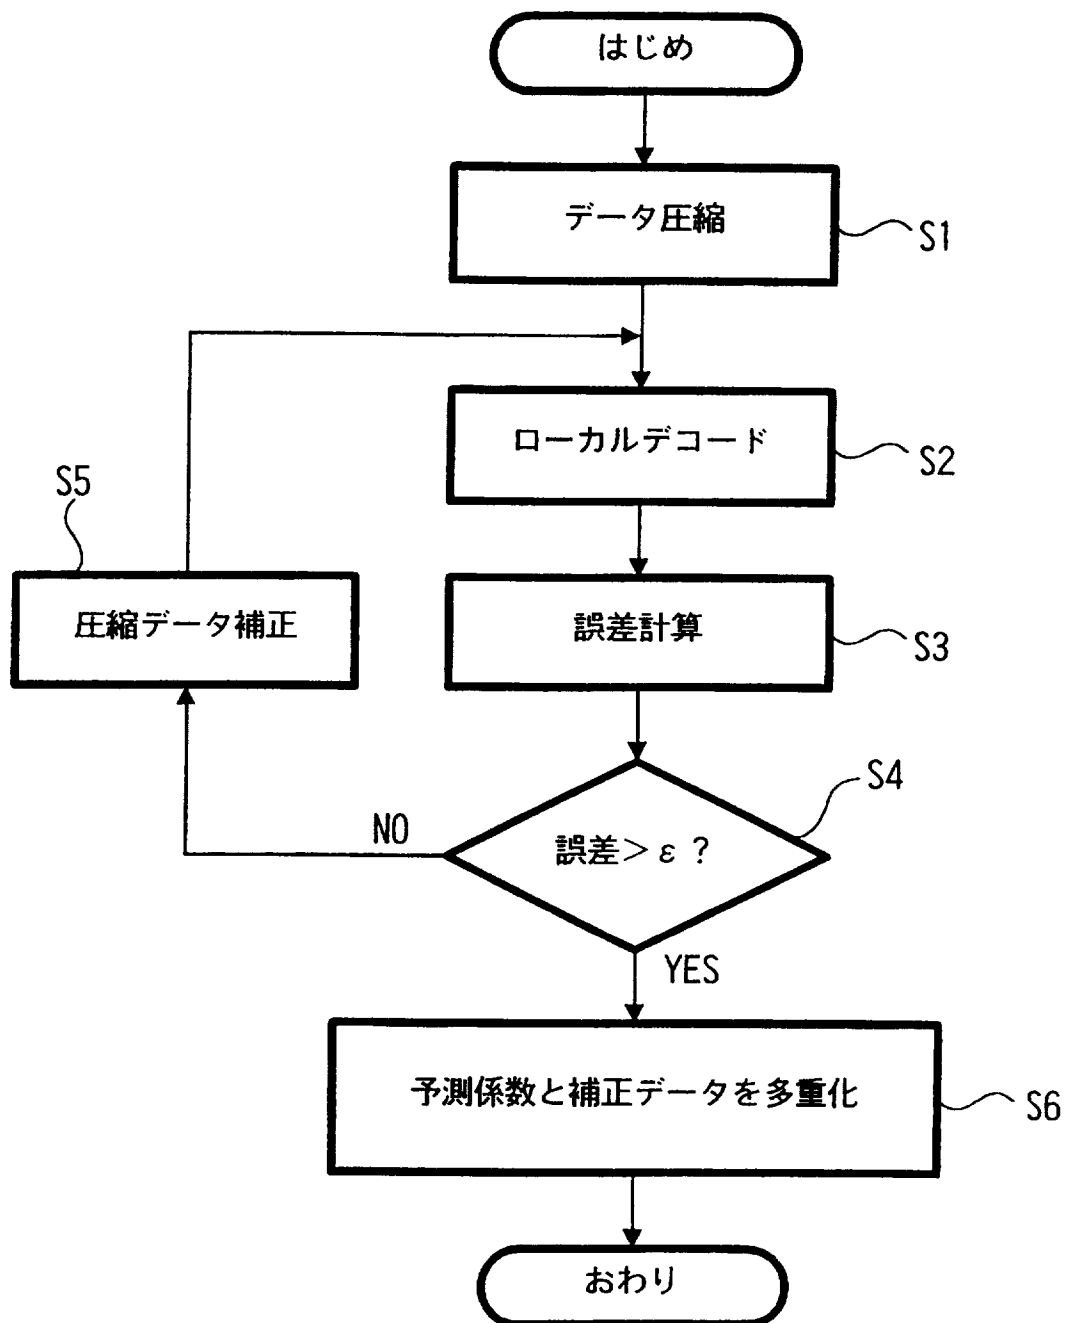 はじめ
データ圧縮
S1
ローカルデコード
S2
S5
圧縮データ補正
誤差計算
S3
S4
NO
誤差>ε?
YES
予測係数と補正データを多重化
S6
おわり